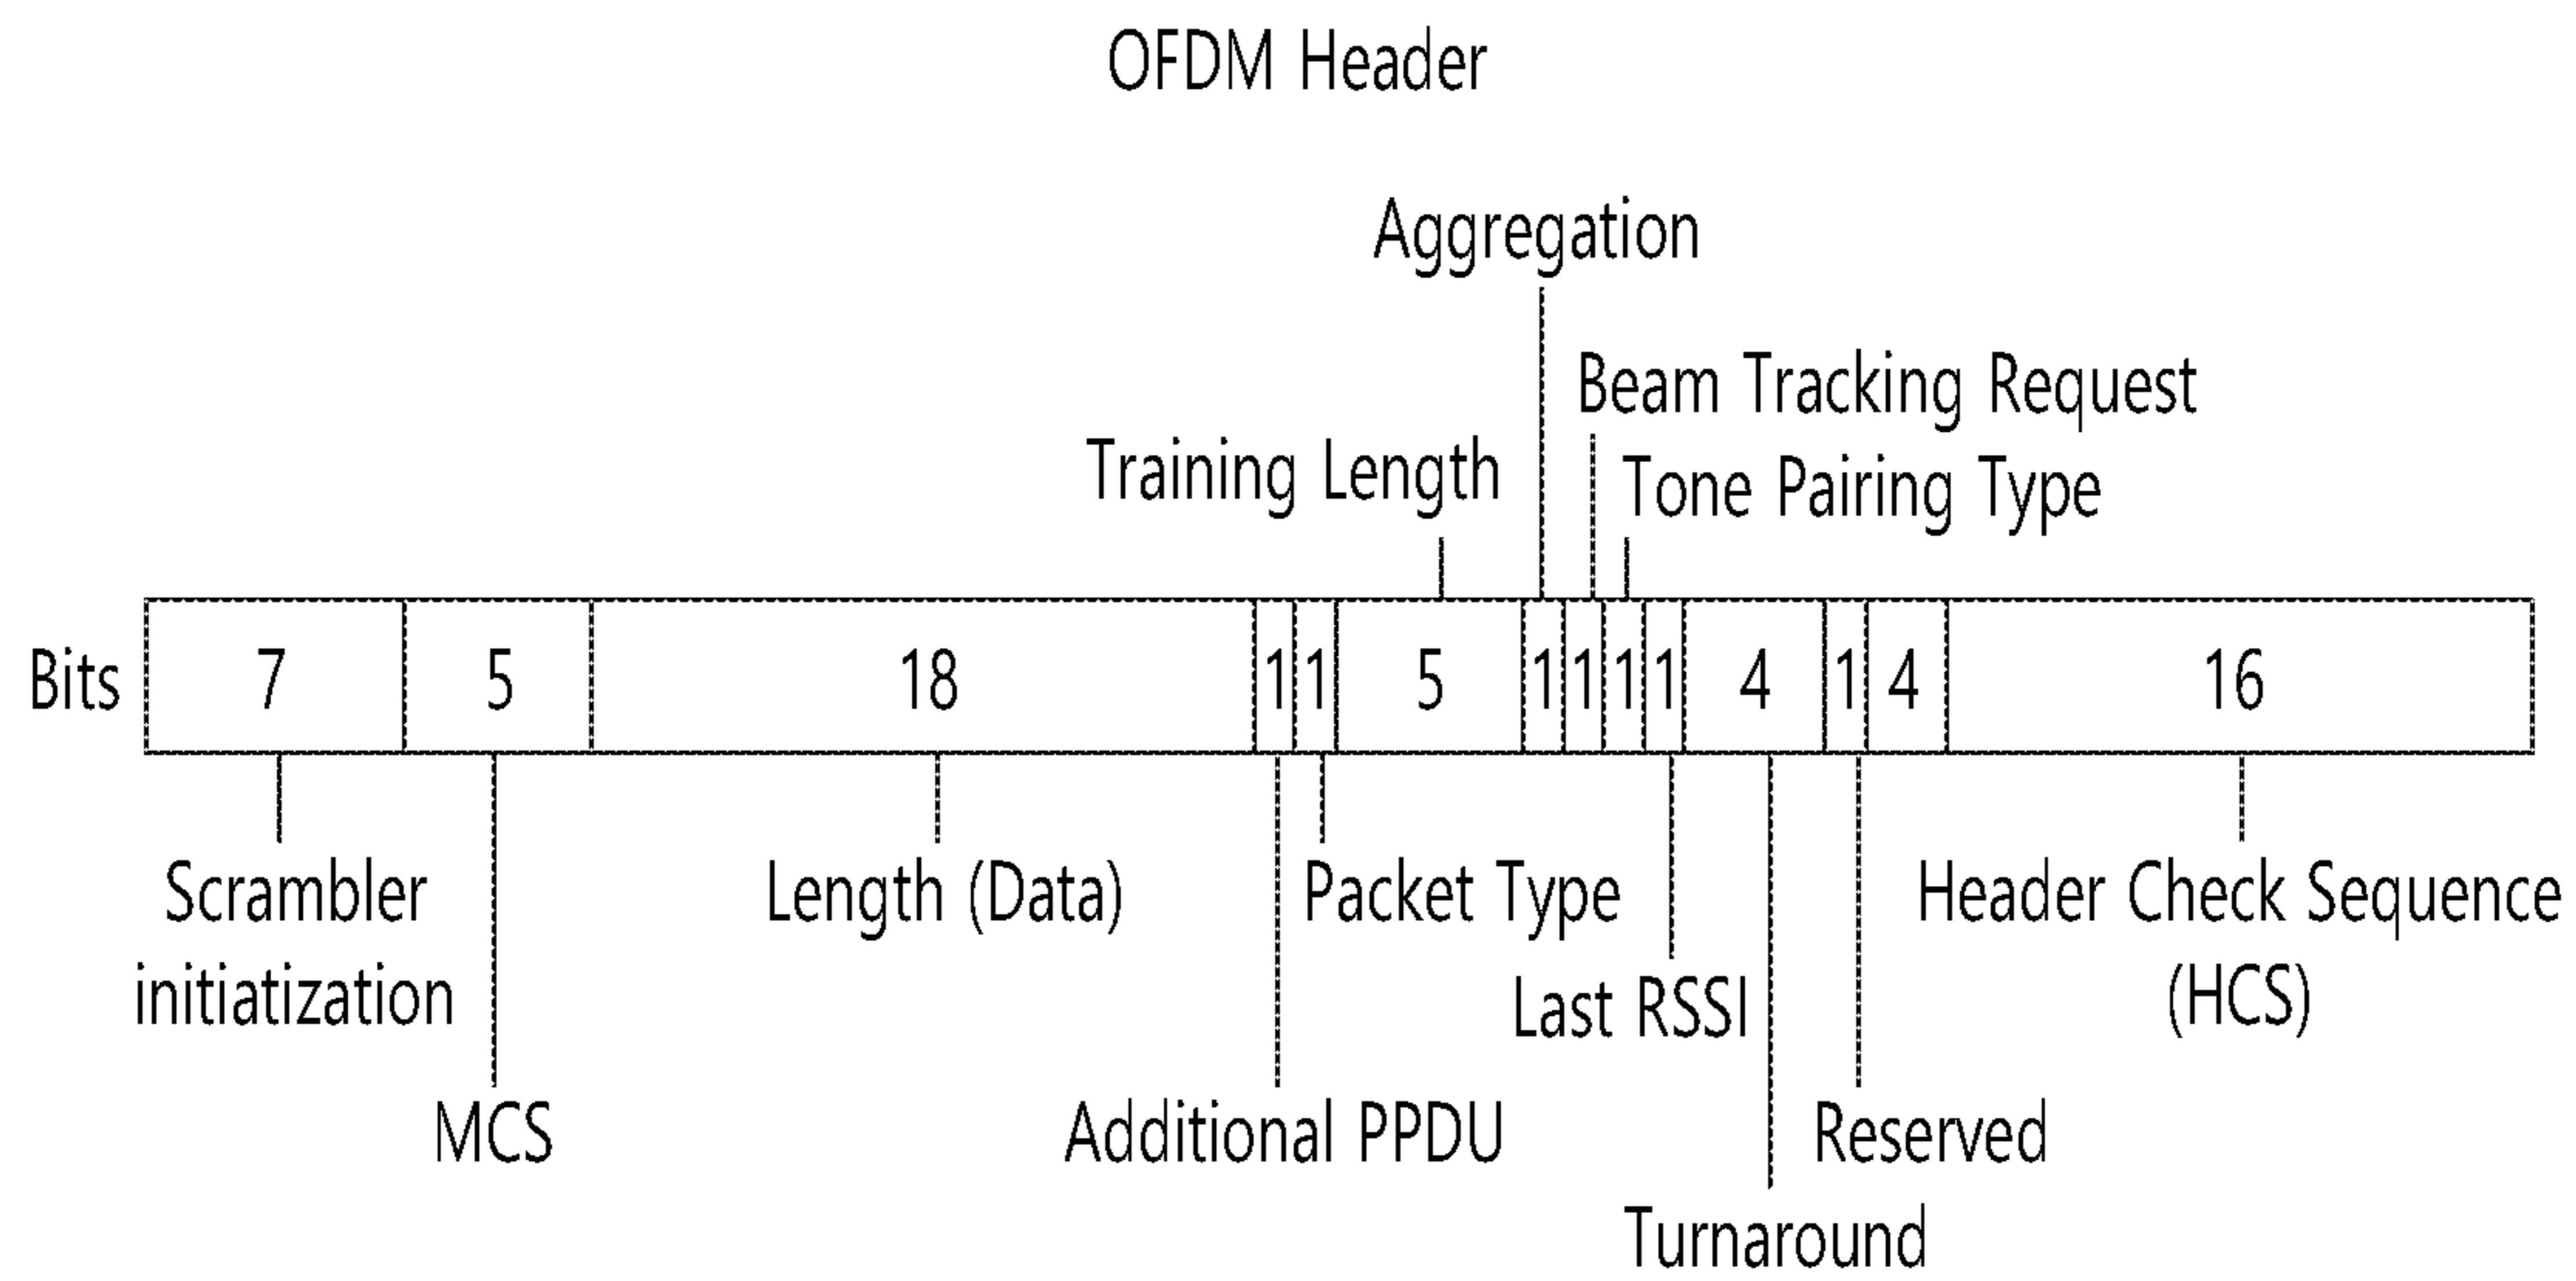 OFDM Header
Aggregation
Beam Tracking Request
Training Length
Tone Pairing Type
Bits 7 5 18 1 1 5 1 1 1 1 4 1 4 16
Scrambler
initiatization
Length (Data)
Packet Type
Header Check Sequence
(HCS)
Last RSSI
MCS
Additional PPDU
Reserved
Turnaround